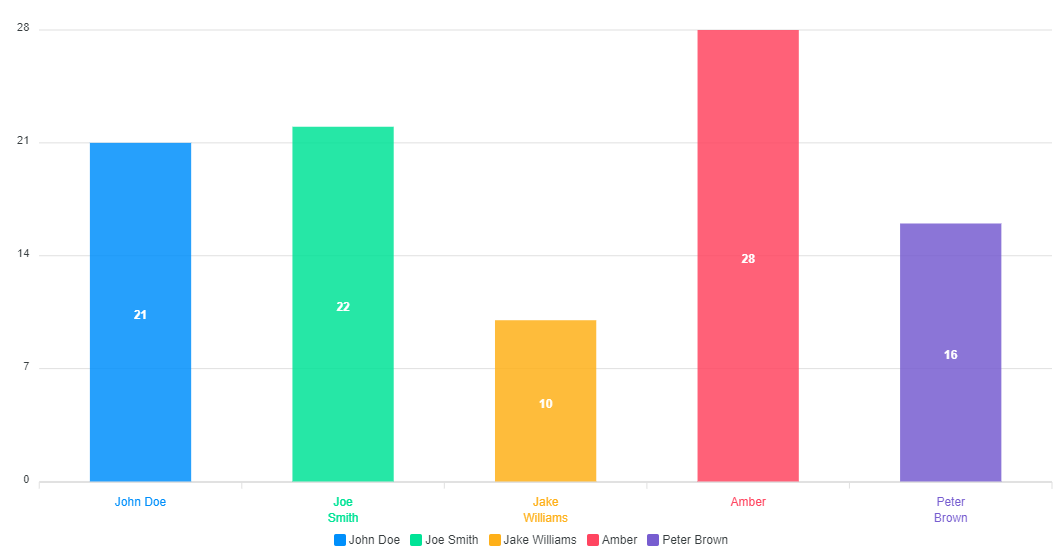 28
21
14
7
0
21
22
10
28
16
John Doe
Joe
Smith
Jake
Williams
Amber
Peter
Brown
John Doe Joe Smith Jake Williams Amber Peter Brown